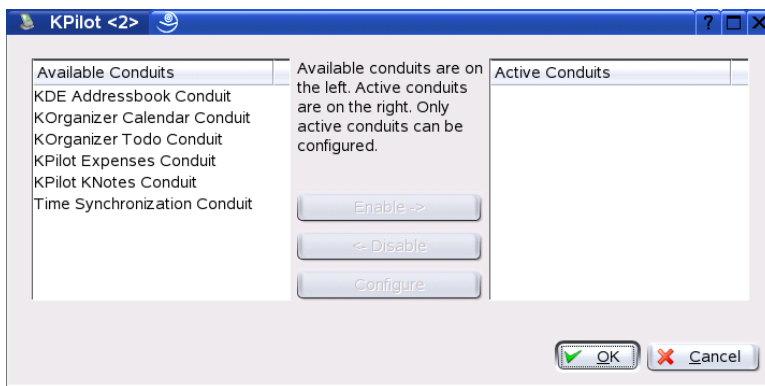 KPilot <2>
Available Conduits
KDE Addressbook Conduit
KOrganizer Calendar Conduit
KOrganizer Todo Conduit
KPilot Expenses Conduit
KPilot KNotes Conduit
Time Synchronization Conduit
Available conduits are on
the left. Active conduits
are on the right. Only
active conduits can be
configured.
Enable ->
<- Disable
Configure
Active Conduits
OK
Cancel